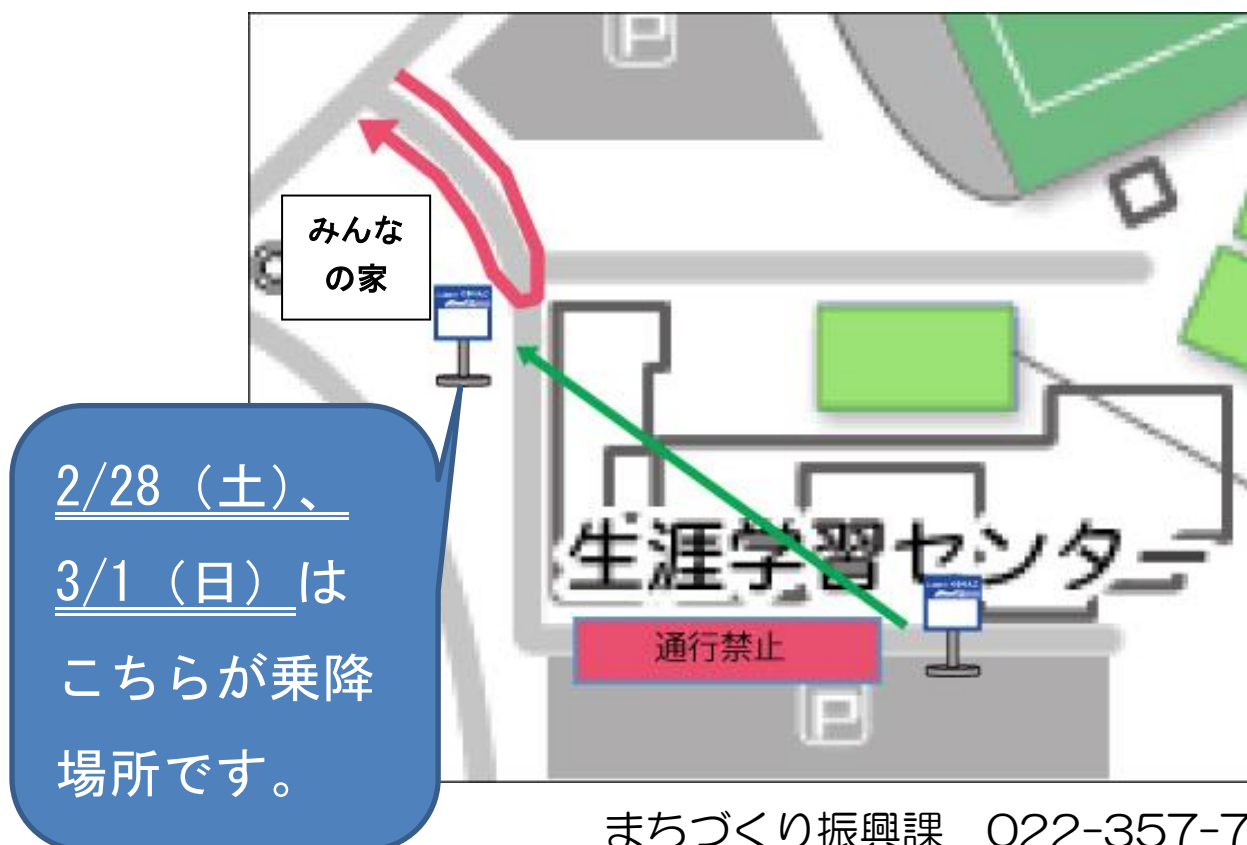 P
みんな
の家
2/28（土）、
3/1（日）は
こちらが乗降
場所です。
生涯学習センター
通行禁止
P
まちづくり振興課　022-357-7